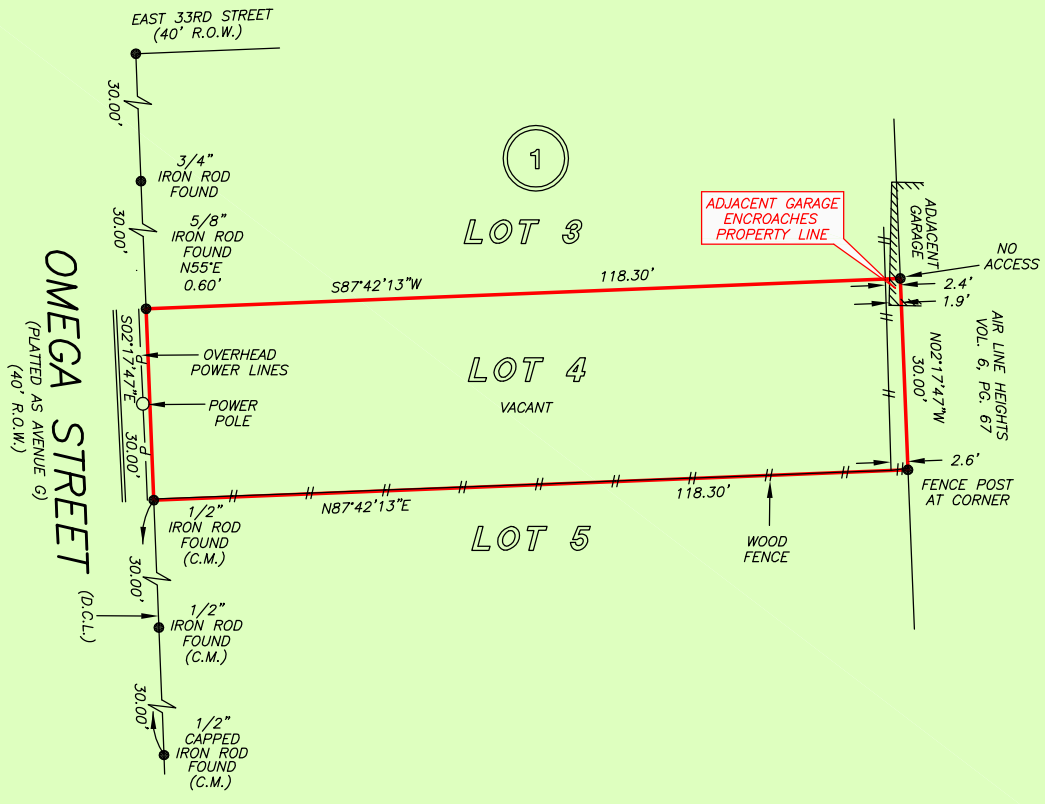 EAST 33RD STREET
(40' R.O.W.)
30.00'
3/4"
IRON ROD
FOUND
30.00'
5/8"
IRON ROD
FOUND
N55°E
0.60'
1
LOT 3
ADJACENT GARAGE
ENCROACHES
PROPERTY LINE
ADJACENT
GARAGE
NO
ACCESS
2.4'
1.9'
S87°42'13"W
118.30'
OMEGA STREET
(PLATTED AS AVENUE G)
(40' R.O.W.)
S02°17'47"E
30.00'
p
p
OVERHEAD
POWER LINES
POWER
POLE
LOT 4
VACANT
N02°17'47"W
30.00'
AIR LINE HEIGHTS
VOL. 6, PG. 67
2.6'
FENCE POST
AT CORNER
N87°42'13"E
118.30'
1/2"
IRON ROD
FOUND
(C.M.)
LOT 5
WOOD
FENCE
30.00'
(D.C.L.)
1/2"
IRON ROD
FOUND
(C.M.)
30.00'
1/2"
CAPPED
IRON ROD
FOUND
(C.M.)